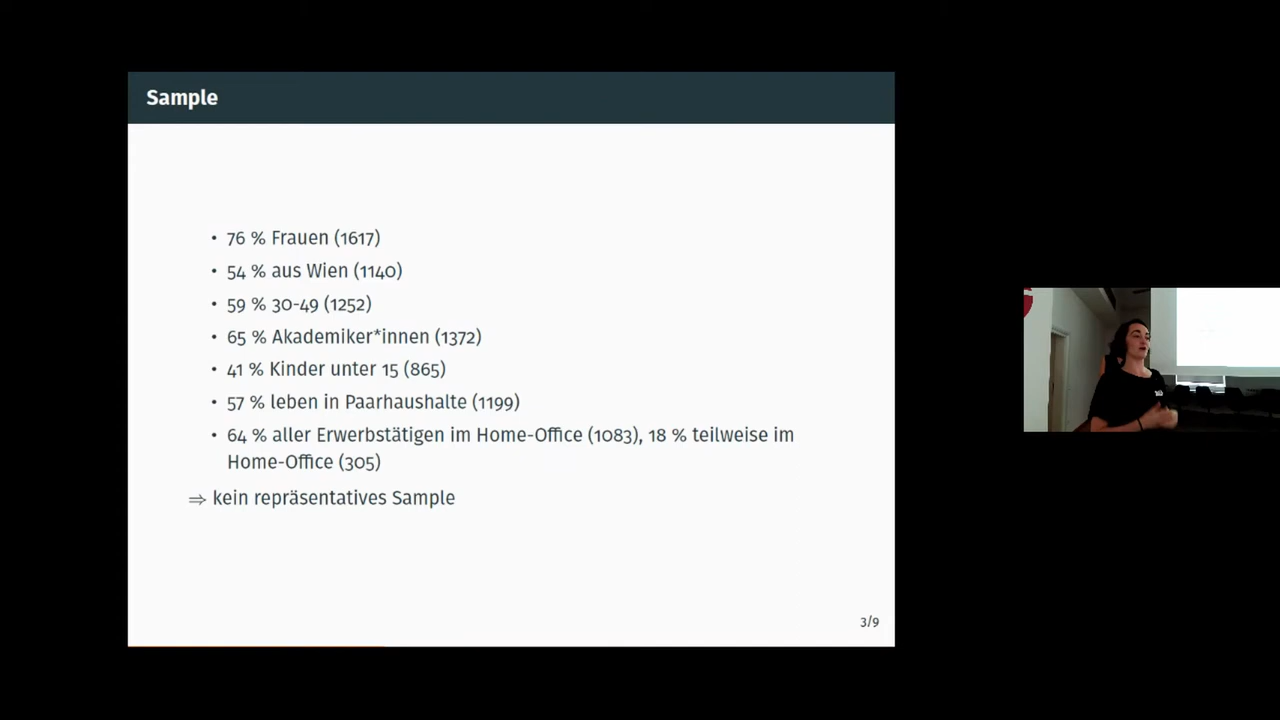 Sample
• 76 % Frauen (1617)
• 54 % aus Wien (1140)
• 59 % 30-49 (1252)
• 65 % Akademiker*innen (1372)
• 41 % Kinder unter 15 (865)
• 57 % leben in Paarhaushalte (1199)
• 64 % aller Erwerbstätigen im Home-Office (1083), 18 % teilweise im
Home-Office (305)
⇒ kein repräsentatives Sample
3/9